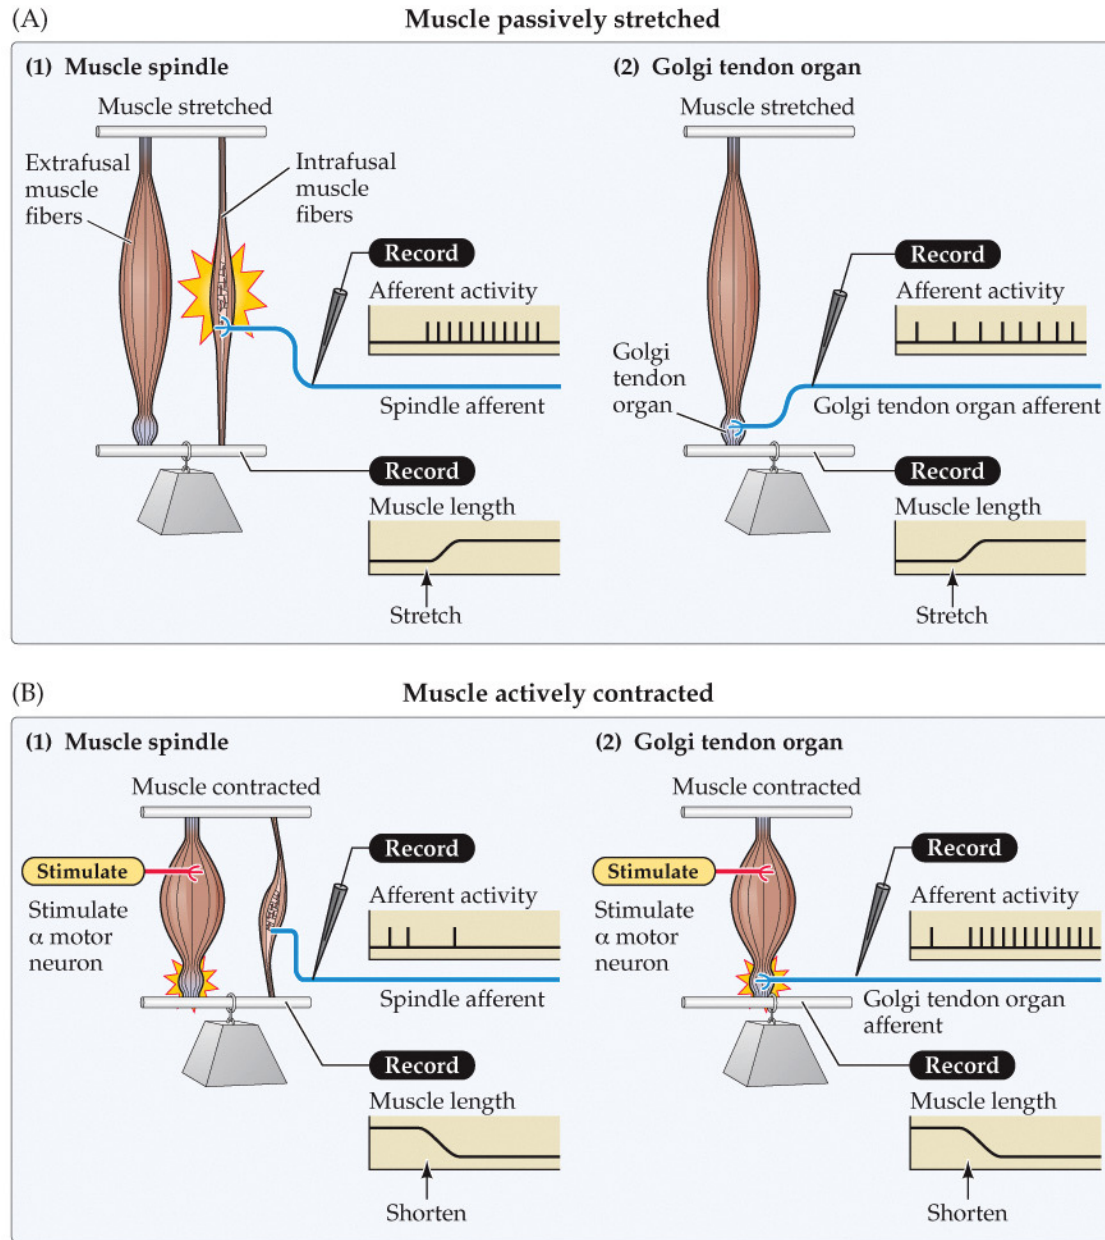 (A)
Muscle passively stretched
(1) Muscle spindle
Muscle stretched
Extrafusal
muscle
fibers
Intrafusal
muscle
fibers
Record
Afferent activity
Spindle afferent
Record
Muscle length
Stretch
(2) Golgi tendon organ
Muscle stretched
Record
Afferent activity
Golgi
tendon
organ
Golgi tendon organ afferent
Record
Muscle length
Stretch
(B)
Muscle actively contracted
(1) Muscle spindle
Muscle contracted
Stimulate
Stimulate
α motor
neuron
Record
Afferent activity
Spindle afferent
Record
Muscle length
Shorten
(2) Golgi tendon organ
Muscle contracted
Stimulate
Stimulate
α motor
neuron
Record
Afferent activity
Golgi tendon organ
afferent
Record
Muscle length
Shorten